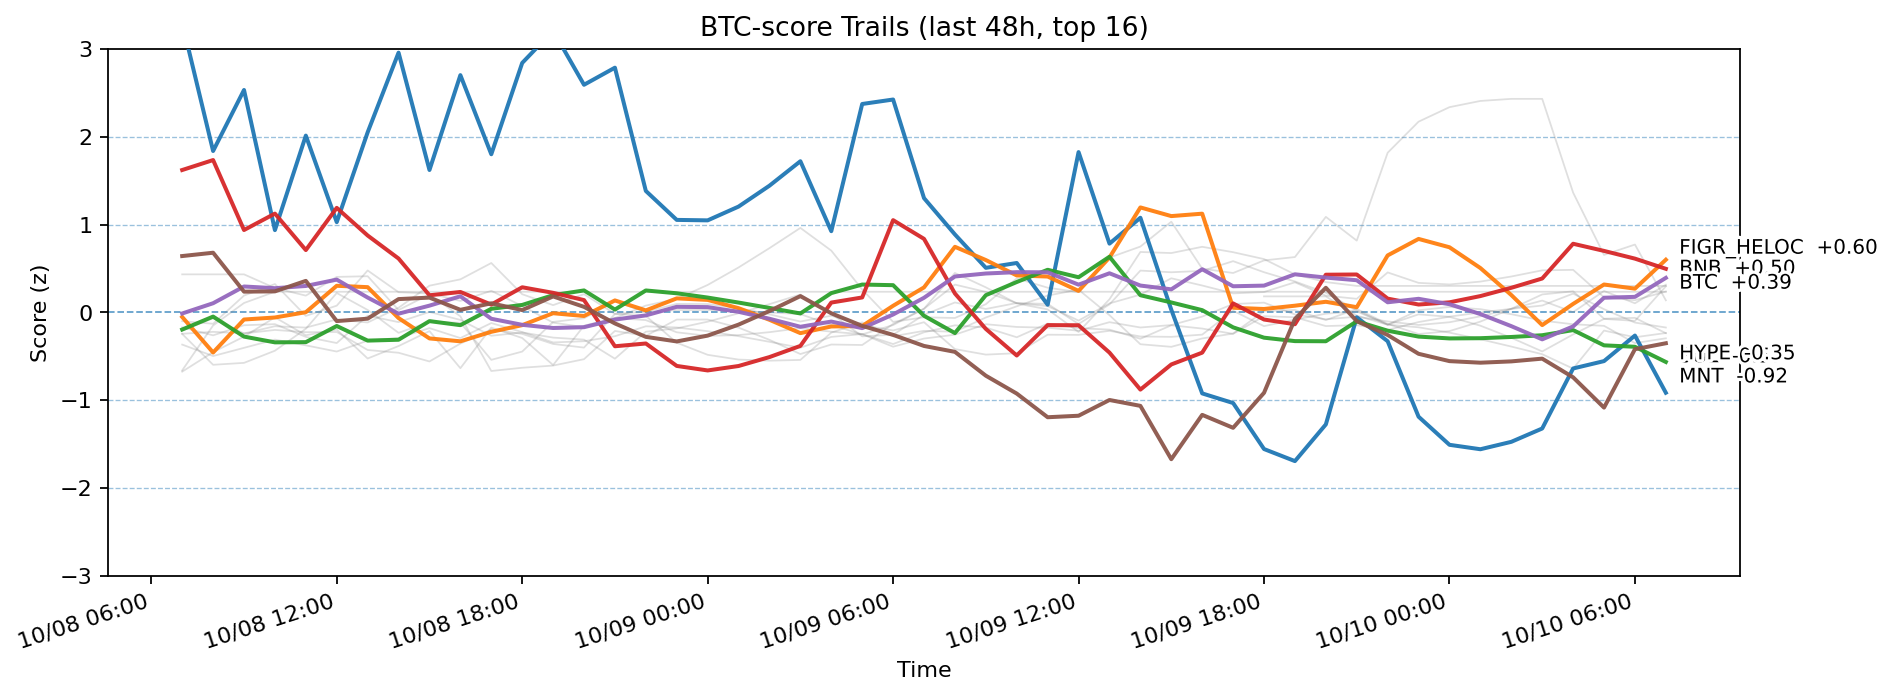 BTC-score Trails (last 48h, top 16)
Score (z)
3
2
1
0
−1
−2
−3
FIGR_HELOC +0.60
BNB +0.50
BTC +0.39
HYPE -0.35
MNT -0.92
10/08 06:00
10/08 12:00
10/08 18:00
10/09 00:00
10/09 06:00
10/09 12:00
10/09 18:00
10/10 00:00
10/10 06:00
Time